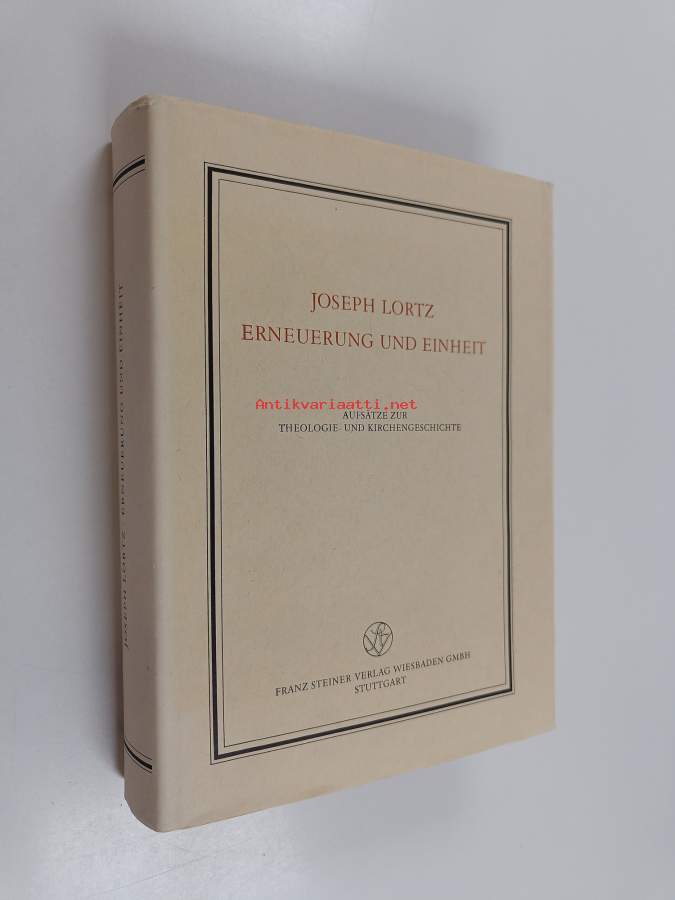 JOSEPH LORTZ
ERNEUERUNG UND EINHEIT
Antikvariaatti.net
AUFSÄTZE ZUR
THEOLOGIE- UND KIRCHENGESCHICHTE
FRANZ STEINER VERLAG WIESBADEN GMBH
STUTTGART
JOSEPH LORTZ · ERNEUERUNG UND EINHEIT